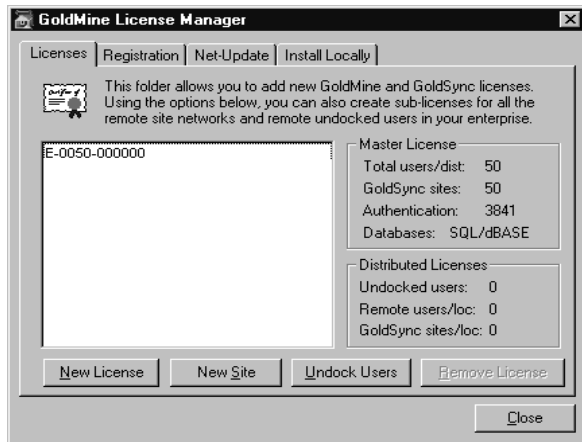 GoldMine License Manager
Licenses
Registration
Net-Update
Install Locally
This folder allows you to add new GoldMine and GoldSync licenses.
Using the options below, you can also create sub-licenses for all the
remote site networks and remote undocked users in your enterprise.
E-0050-000000
Master License
Total users/dist: 50
GoldSync sites: 50
Authentication: 3841
Databases: SQL/dBASE
Distributed Licenses
Undocked users: 0
Remote users/loc: 0
GoldSync sites/loc: 0
New License
New Site
Undock Users
Remove License
Close